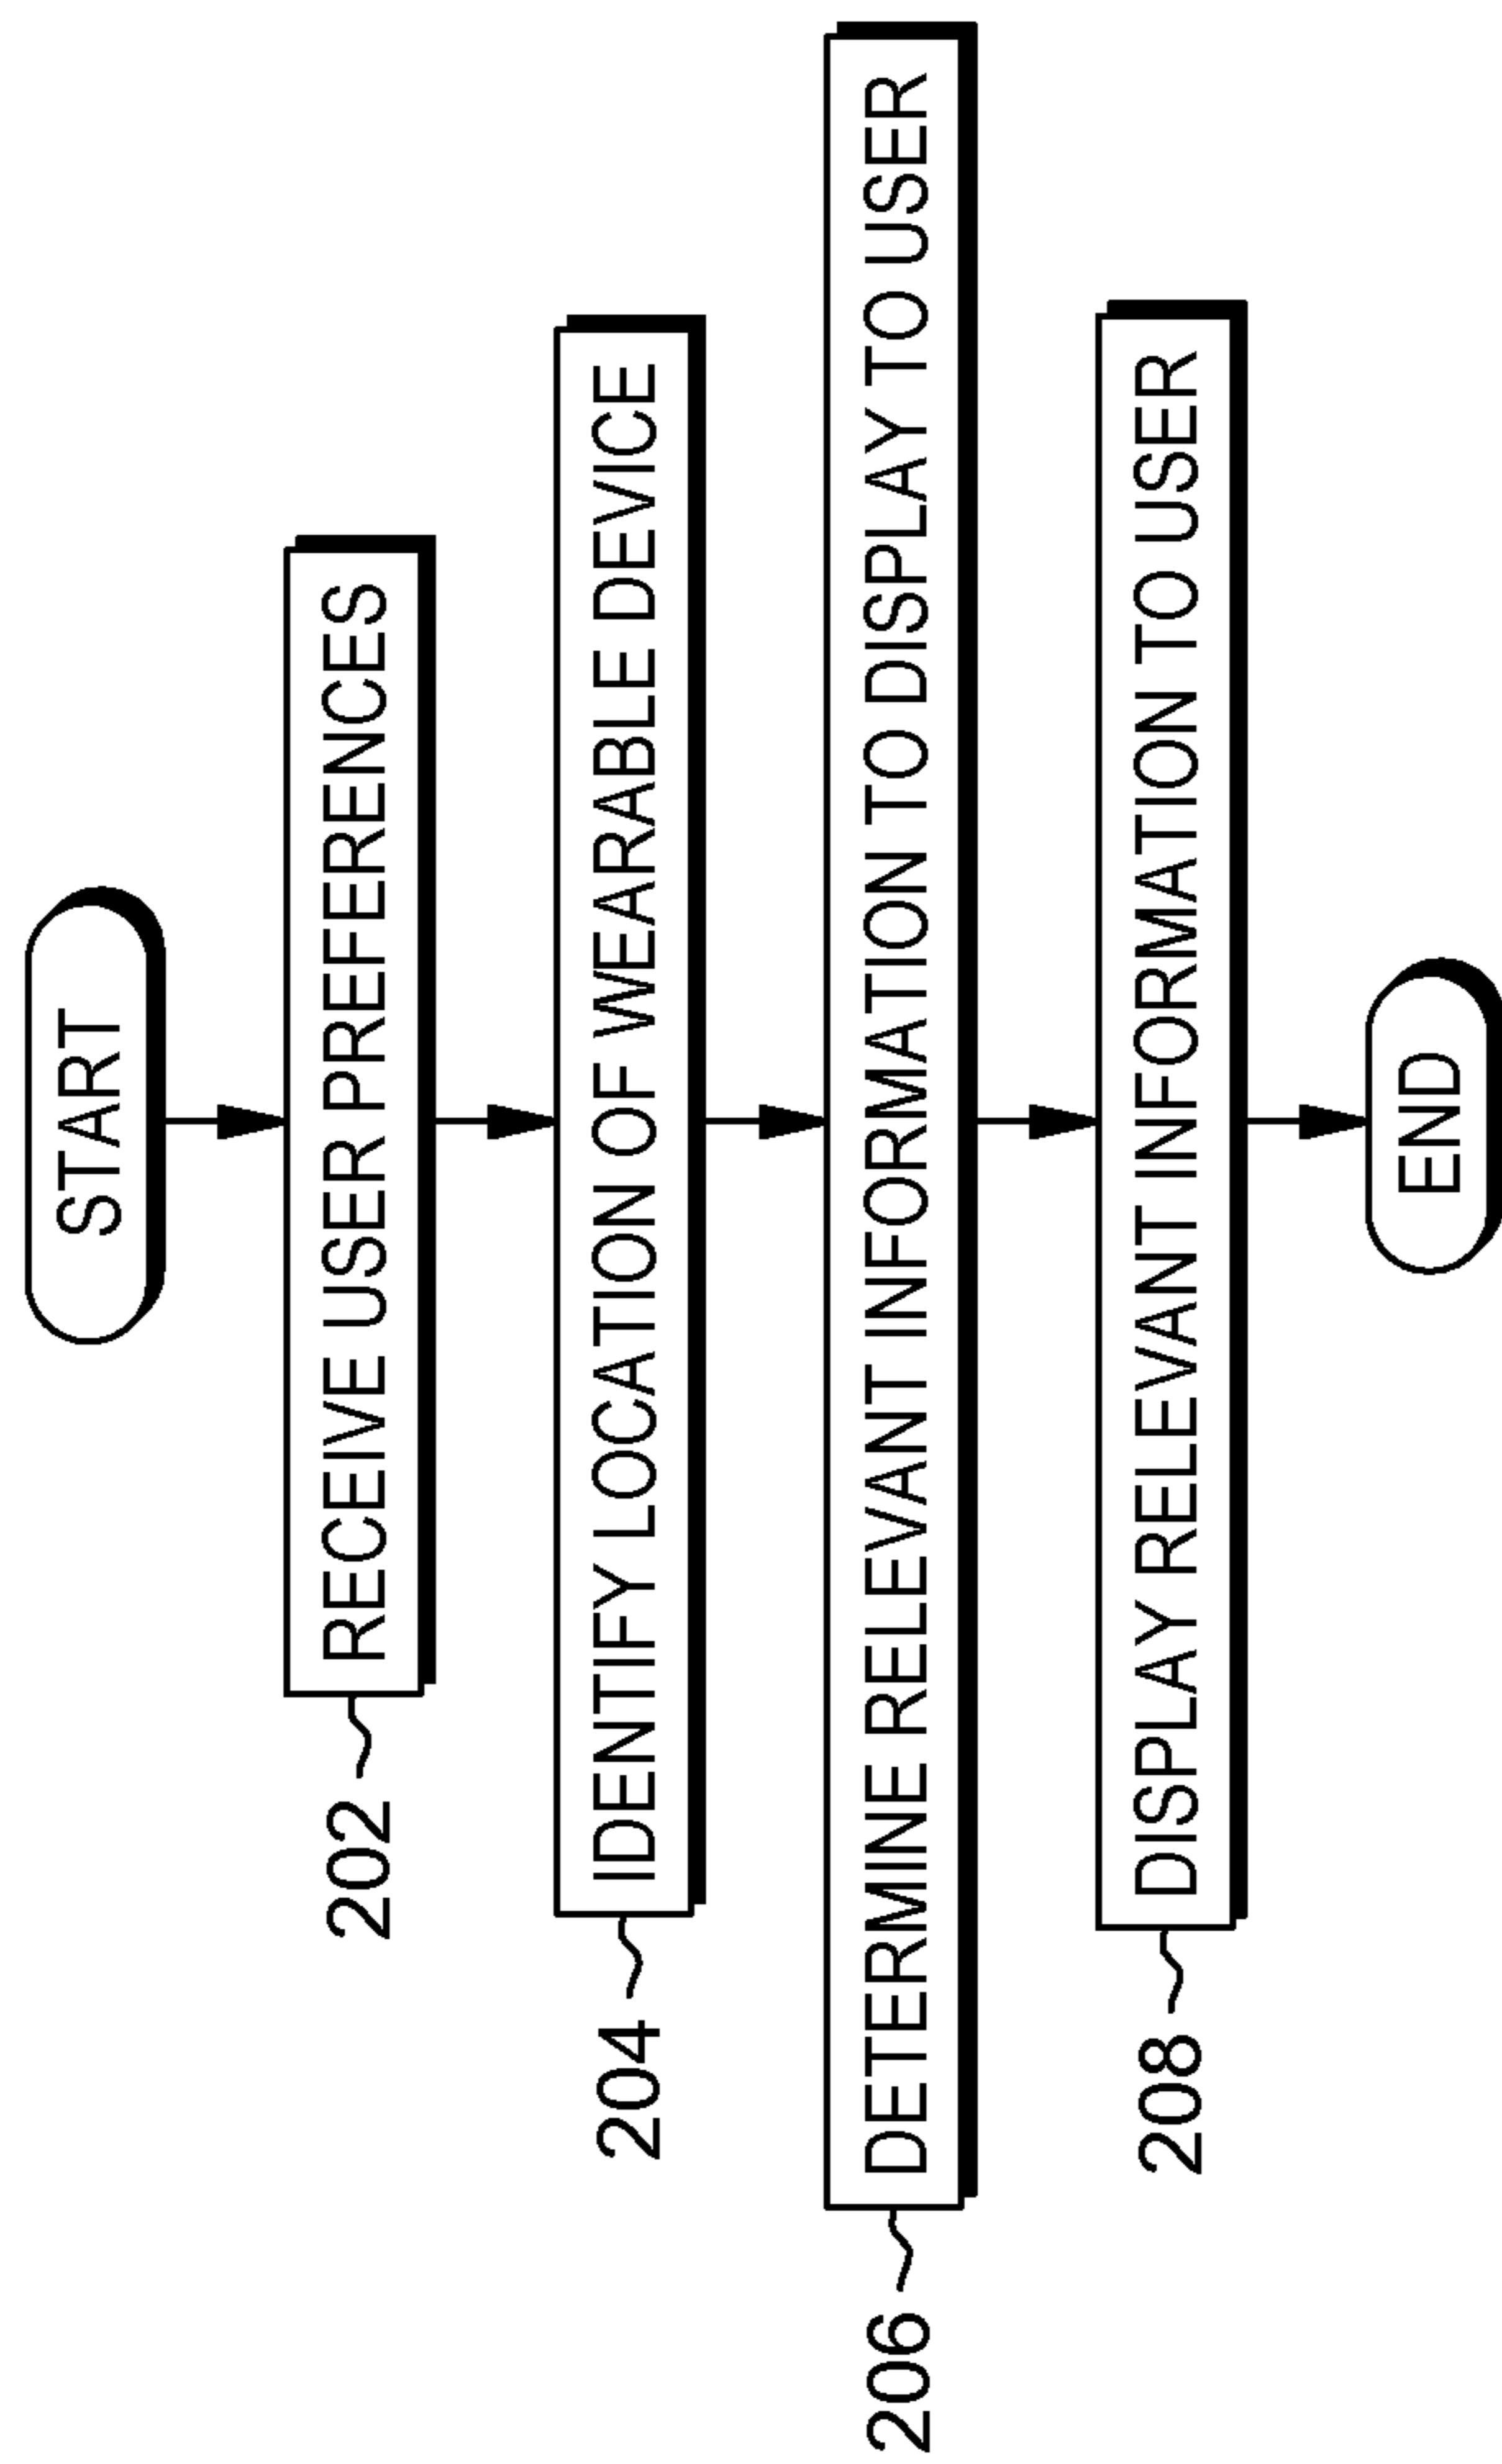 START
202
RECEIVE USER PREFERENCES
204
IDENTIFY LOCATION OF WEARABLE DEVICE
206
DETERMINE RELEVANT INFORMATION TO DISPLAY TO USER
208
DISPLAY RELEVANT INFORMATION TO USER
END